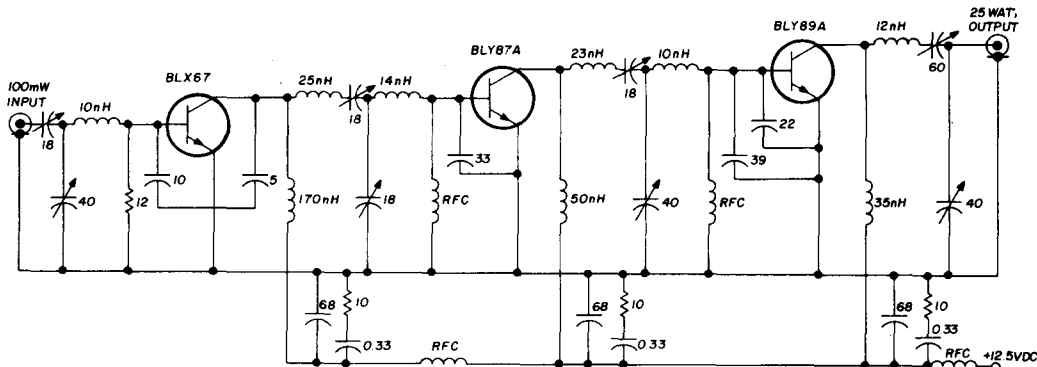 100mW
INPUT
18
40
10nH
12
10
BLX67
5
170nH
25nH
18
14nH
18
RFC
BLY87A
33
50nH
23nH
18
10nH
40
RFC
BLY89A
22
39
35nH
12nH
60
25 WAT,
OUTPUT
40
68
10
0.33
RFC
68
10
0.33
68
10
0.33
RFC
+12.5VDC